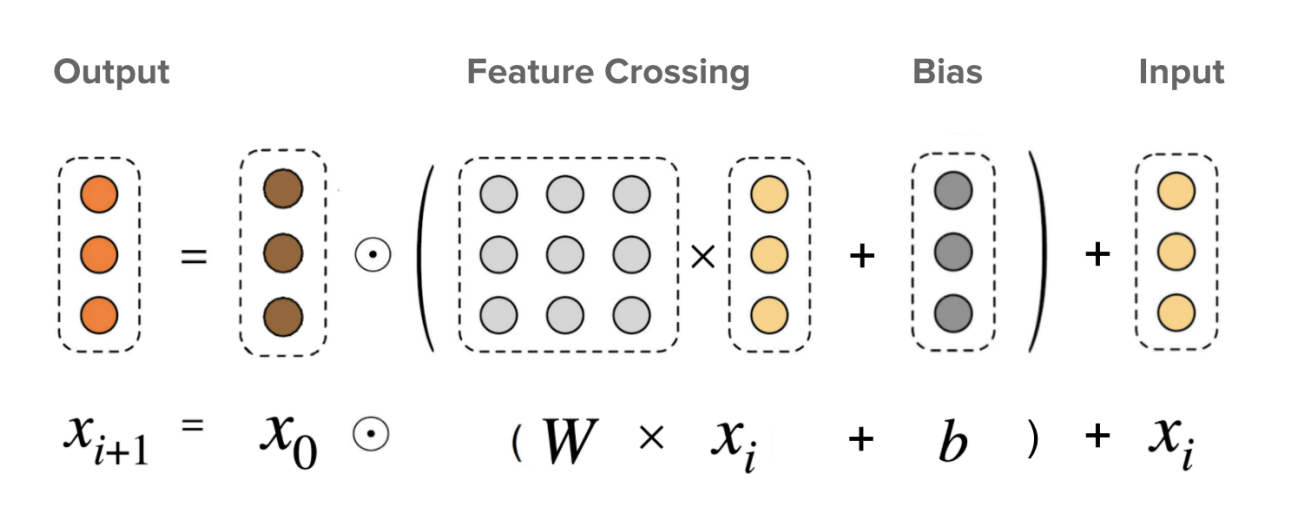 Output Feature Crossing Bias Input
= ⊙ ( × + ) +
x_{i+1} = x_0 ⊙ ( W × x_i + b ) + x_i